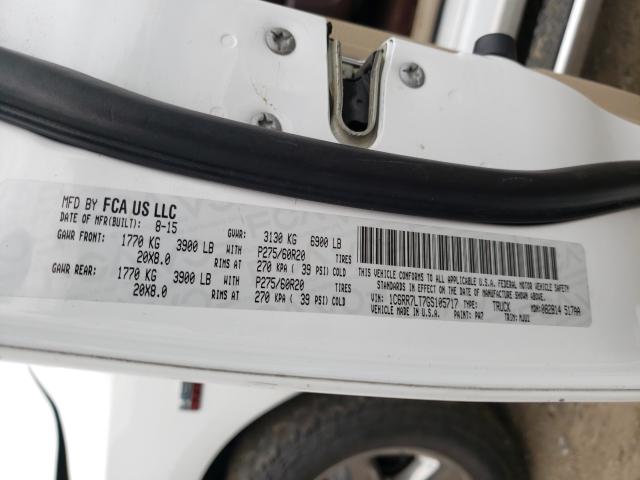 MFD BY FCA US LLC
DATE OF MFR(BUILT): 8-15 GVWR: 3130 KG 6900 LB
GAWR FRONT: 1770 KG 3900 LB WITH P275/60R20 TIRES
20X8.0 RIMS AT 270 KPA ( 39 PSI) COLD
GAWR REAR: 1770 KG 3900 LB WITH P275/60R20 TIRES
20X8.0 RIMS AT 270 KPA ( 39 PSI) COLD
THIS VEHICLE CONFORMS TO ALL APPLICABLE U.S.A. FEDERAL MOTOR VEHICLE SAFETY
STANDARDS IN EFFECT ON THE DATE OF MANUFACTURE SHOWN ABOVE.
VIN: 1C6RR7LT7GS105717 TYPE: TRUCK MDH: 082814 517AA
VEHICLE MADE IN U.S.A. PAINT: PW7 TRIM: